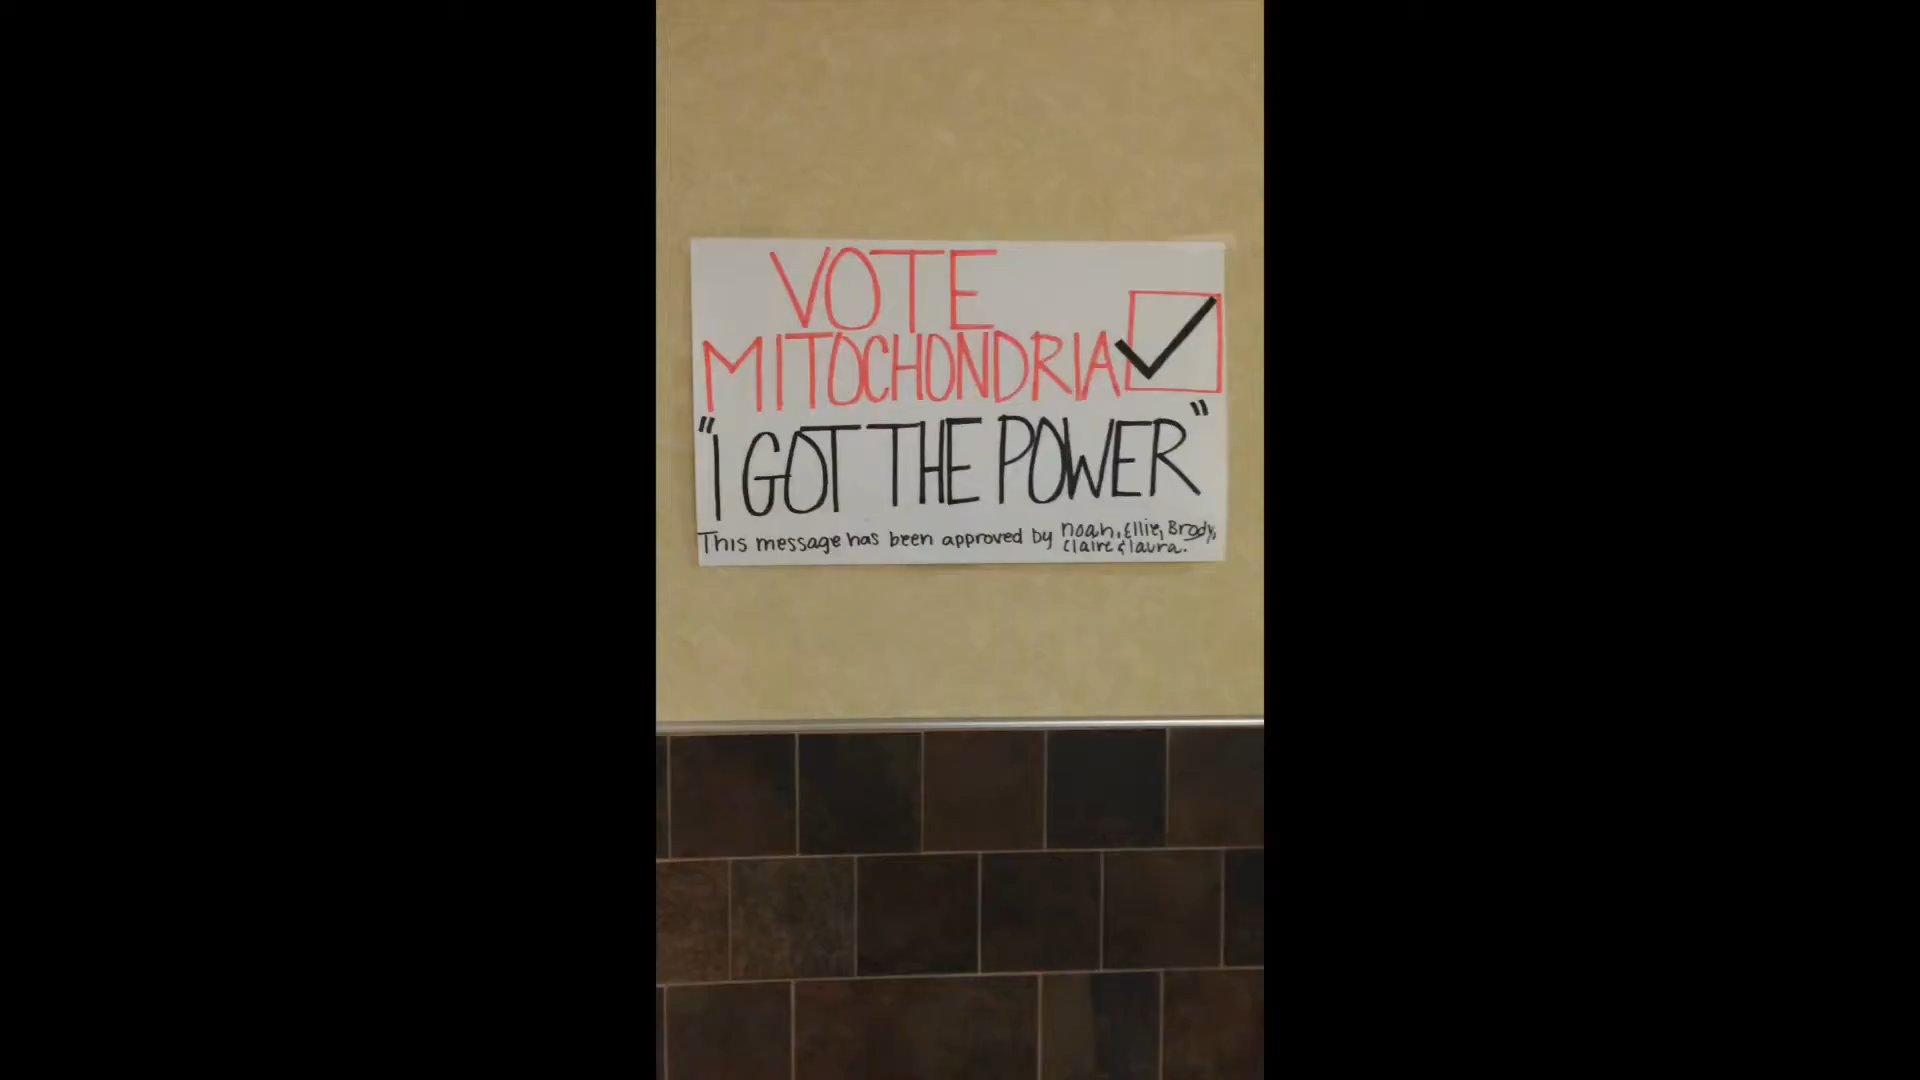 VOTE
MITOCHONDRIA
"I GOT THE POWER"
This message has been approved by noah, Ellie, Brody,
Claire & laura.